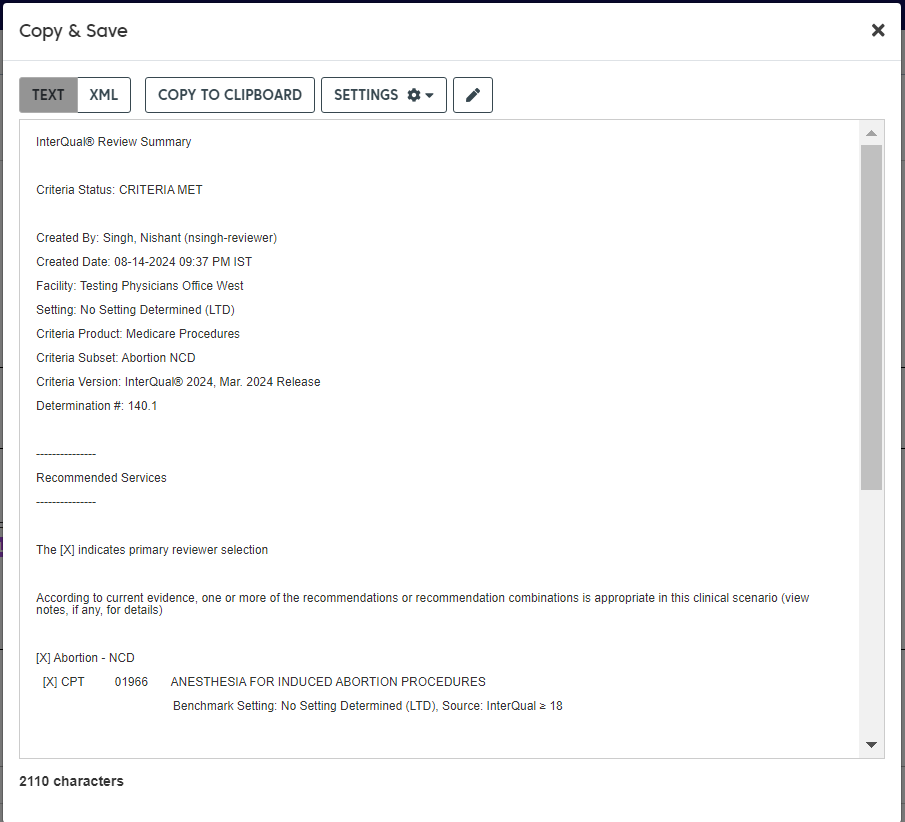 Copy & Save
TEXT
XML
COPY TO CLIPBOARD
SETTINGS
InterQual® Review Summary
Criteria Status: CRITERIA MET
Created By: Singh, Nishant (nsingh-reviewer)
Created Date: 08-14-2024 09:37 PM IST
Facility: Testing Physicians Office West
Setting: No Setting Determined (LTD)
Criteria Product: Medicare Procedures
Criteria Subset: Abortion NCD
Criteria Version: InterQual® 2024, Mar. 2024 Release
Determination #: 140.1
---------------
Recommended Services
---------------
The [X] indicates primary reviewer selection
According to current evidence, one or more of the recommendations or recommendation combinations is appropriate in this clinical scenario (view
notes, if any, for details)
[X] Abortion - NCD
[X] CPT 01966 ANESTHESIA FOR INDUCED ABORTION PROCEDURES
Benchmark Setting: No Setting Determined (LTD), Source: InterQual ≥ 18
2110 characters